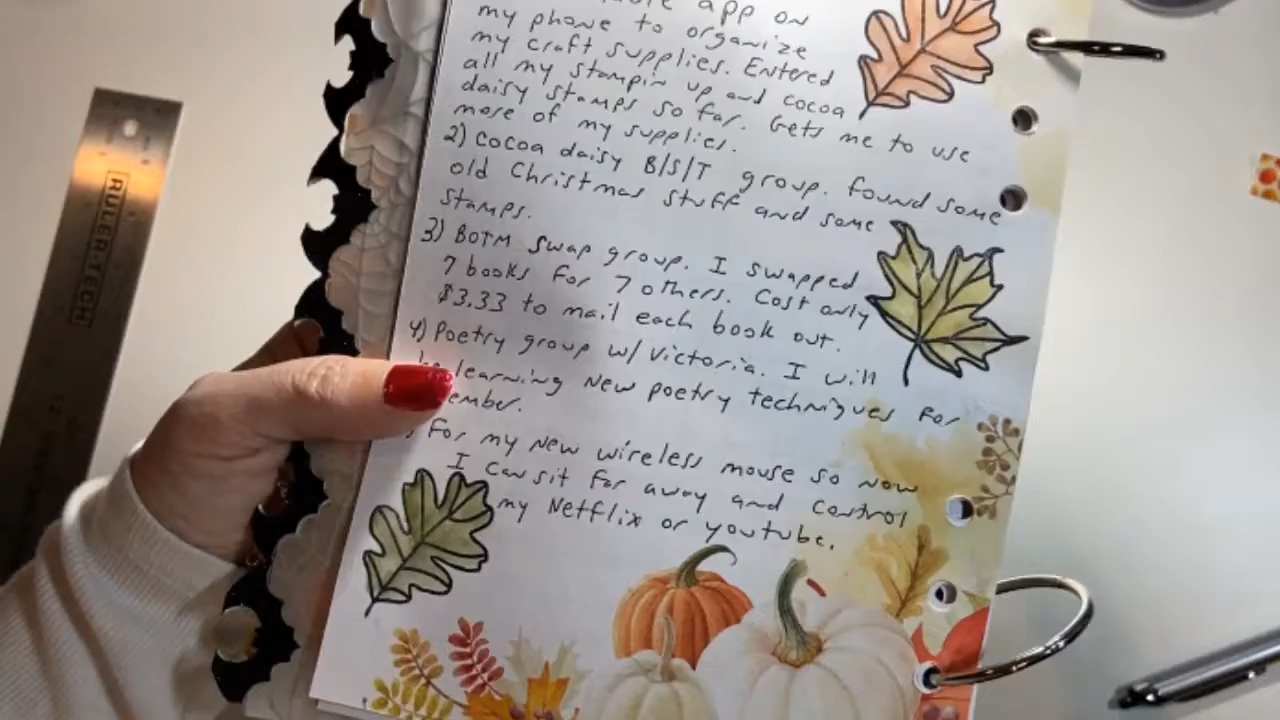 app on
my phone to organize
my craft supplies. Entered
all my stampin up and cocoa
daisy stamps so far. Gets me to use
more of my supplies.
2) Cocoa daisy B/S/T group. found some
old Christmas stuff and some
stamps.
3) BOTM swap group. I swapped
7 books for 7 others. Cost only
$3.33 to mail each book out.
4) Poetry group w/ Victoria. I will
learning new poetry techniques for
ember.
For my new wireless mouse so now
I can sit far away and control
my Netflix or youtube.
RULER-TECH
12